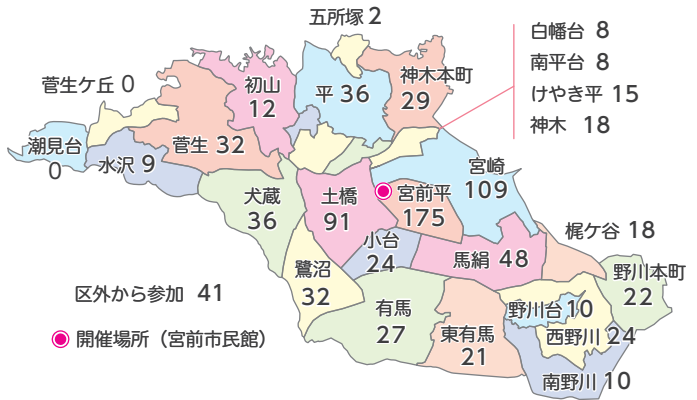 五所塚 2
白幡台 8
南平台 8
けやき平 15
神木 18
菅生ケ丘 0
初山
12
平 36
神木本町
29
潮見台
0
水沢 9
菅生 32
宮崎
109
犬蔵
36
土橋
91
宮前平
175
小台
24
馬絹 48
梶ケ谷 18
鷺沼
32
野川本町
22
区外から参加 41
有馬
27
野川台10
東有馬
21
西野川 24
開催場所（宮前市民館）
南野川 10